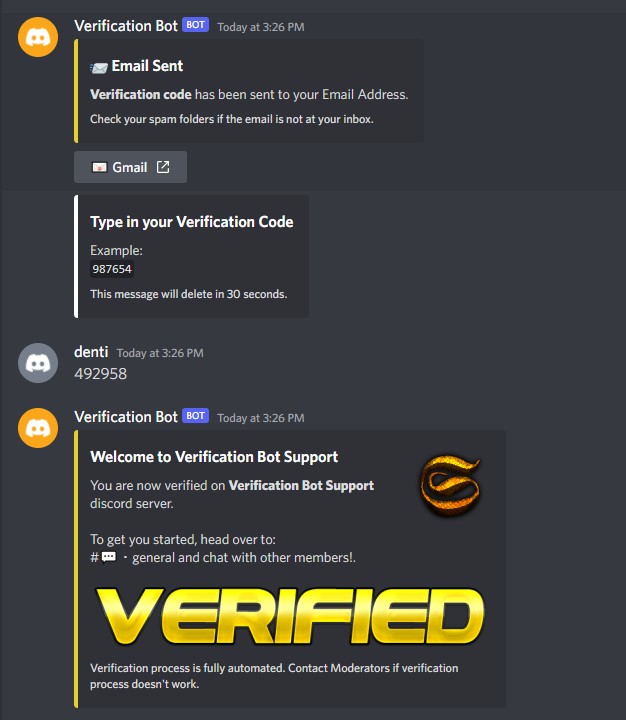 Verification Bot BOT Today at 3:26 PM
Email Sent
Verification code has been sent to your Email Address.
Check your spam folders if the email is not at your inbox.
Gmail
Type in your Verification Code
Example:
987654
This message will delete in 30 seconds.
denti Today at 3:26 PM
492958
Verification Bot BOT Today at 3:26 PM
Welcome to Verification Bot Support
You are now verified on Verification Bot Support
discord server.
To get you started, head over to:
#💬・general and chat with other members!.
VERIFIED
Verification process is fully automated. Contact Moderators if verification
process doesn't work.